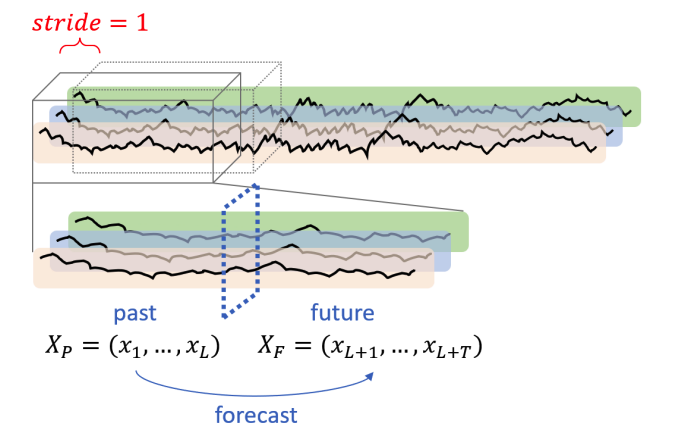 stride = 1
past future
X_P = (x_1, ..., x_L) X_F = (x_{L+1}, ..., x_{L+T})
forecast